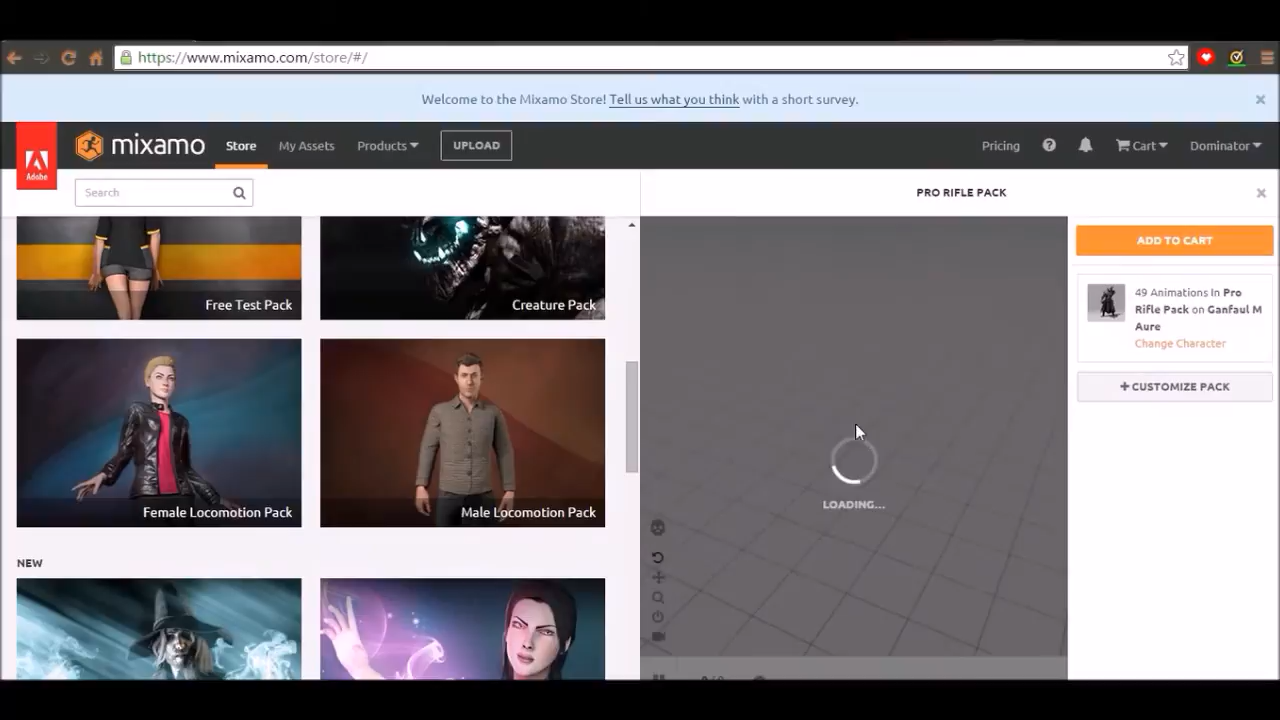 https://www.mixamo.com/store/#/
Welcome to the Mixamo Store! Tell us what you think with a short survey.
Adobe
mixamo
Store
My Assets
Products
UPLOAD
Pricing
Cart
Dominator
Search
PRO RIFLE PACK
Free Test Pack
Creature Pack
ADD TO CART
49 Animations In Pro
Rifle Pack on Ganfaul M
Aure
Change Character
+ CUSTOMIZE PACK
LOADING...
Female Locomotion Pack
Male Locomotion Pack
NEW